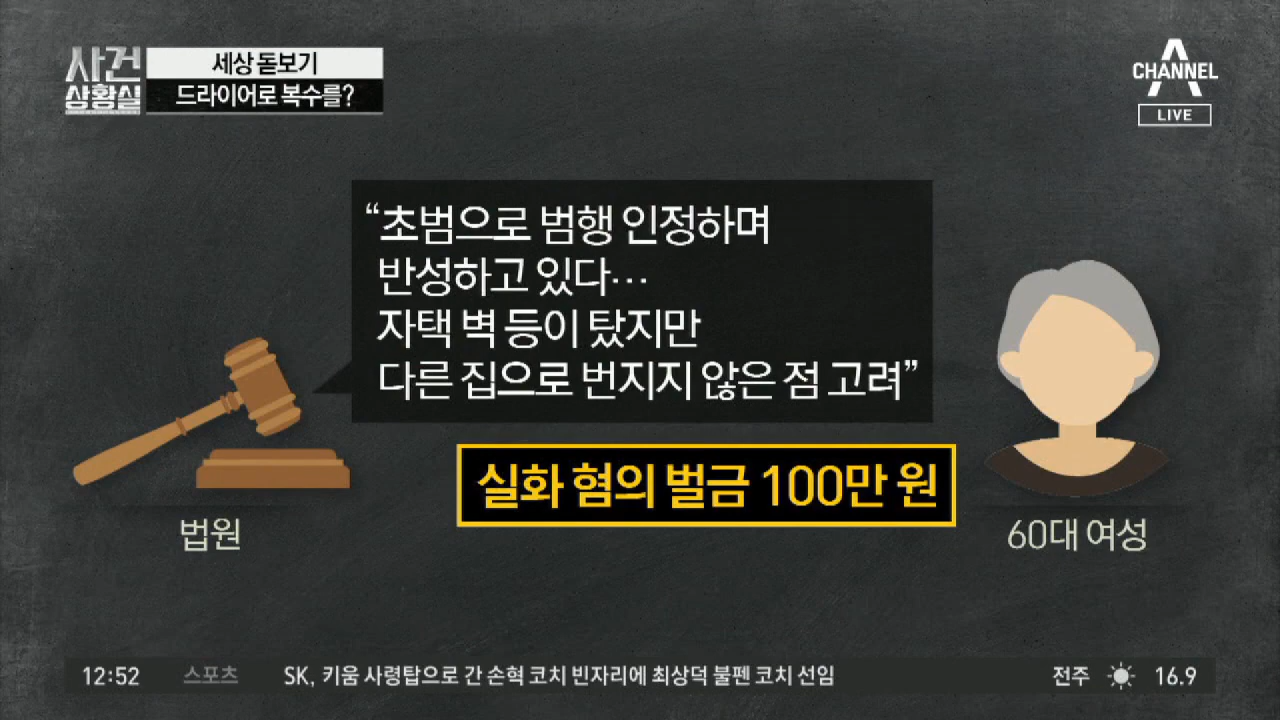 사건
상황실
세상 돋보기
드라이어로 복수를?
CHANNEL
LIVE
“초범으로 범행 인정하며
반성하고 있다…
자택 벽 등이 탔지만
다른 집으로 번지지 않은 점 고려”
실화 혐의 벌금 100만 원
법원
60대 여성
12:52 스포츠 SK, 키움 사령탑으로 간 손혁 코치 빈자리에 최상덕 불펜 코치 선임 전주 16.9